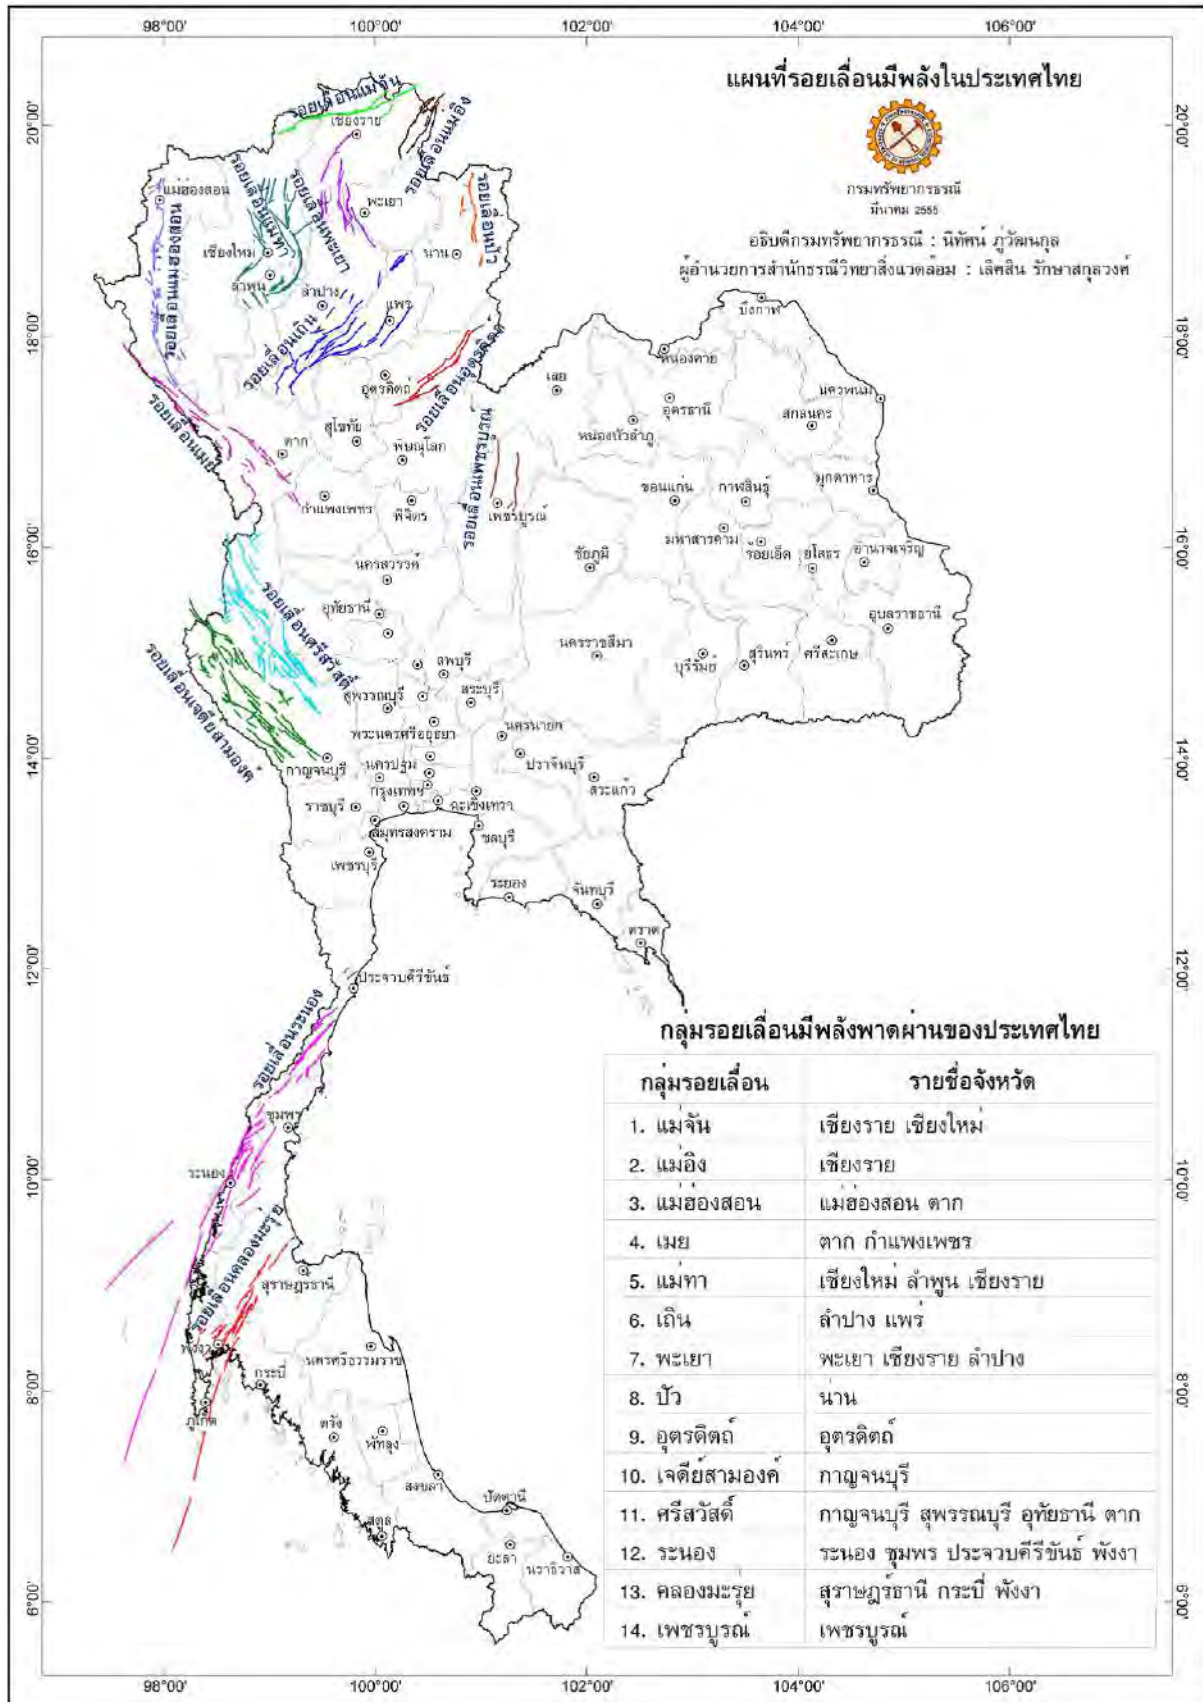 98°00' 100°00' 102°00' 104°00' 106°00'
แผนที่รอยเลื่อนมีพลังในประเทศไทย
กรมทรัพยากรธรณี
มีนาคม 2555
อธิบดีกรมทรัพยากรธรณี : นิทัศน์ ภู่วัฒนกุล
ผู้อำนวยการสำนักธรณีวิทยาสิ่งแวดล้อม : เลิศสิน รักษาสกุลวงศ์
20°00' 20°00'
รอยเลื่อนแม่จัน
เชียงราย
รอยเลื่อนแม่อิง
รอยเลื่อนแม่ทา
รอยเลื่อนพะเยา
รอยเลื่อนปัว
แม่ฮ่องสอน
พะเยา
รอยเลื่อนแม่ฮ่องสอน
เชียงใหม่
น่าน
ลำพูน
ลำปาง
แพร่
รอยเลื่อนเถิน
18°00' 18°00'
รอยเลื่อนอุตรดิตถ์
อุตรดิตถ์
บึงกาฬ
หนองคาย
เลย
อุดรธานี
นครพนม
สกลนคร
หนองบัวลำภู
รอยเลื่อนเมย
ตาก
สุโขทัย
พิษณุโลก
รอยเลื่อนเพชรบูรณ์
กำแพงเพชร
พิจิตร
เพชรบูรณ์
ขอนแก่น
กาฬสินธุ์
มุกดาหาร
มหาสารคาม
ร้อยเอ็ด
ยโสธร
อำนาจเจริญ
16°00' 16°00'
ชัยภูมิ
นครสวรรค์
อุทัยธานี
รอยเลื่อนศรีสวัสดิ์
อุบลราชธานี
นครราชสีมา
บุรีรัมย์
สุรินทร์
ศรีสะเกษ
ลพบุรี
สระบุรี
สุพรรณบุรี
รอยเลื่อนเจดีย์สามองค์
พระนครศรีอยุธยา
นครนายก
ปราจีนบุรี
14°00' 14°00'
กาญจนบุรี
นครปฐม
กรุงเทพฯ
ฉะเชิงเทรา
สระแก้ว
ราชบุรี
สมุทรสงคราม
ชลบุรี
เพชรบุรี
ระยอง
จันทบุรี
ตราด
12°00' 12°00'
ประจวบคีรีขันธ์
รอยเลื่อนระนอง
ชุมพร
ระนอง
10°00' 10°00'
รอยเลื่อนคลองมะรุ่ย
สุราษฎร์ธานี
พังงา
นครศรีธรรมราช
กระบี่
8°00' 8°00'
ภูเก็ต
ตรัง
พัทลุง
สงขลา
ปัตตานี
สตูล
ยะลา
นราธิวาส
6°00' 6°00'
กลุ่มรอยเลื่อนมีพลังพาดผ่านของประเทศไทย
กลุ่มรอยเลื่อน รายชื่อจังหวัด
1. แม่จัน เชียงราย เชียงใหม่
2. แม่อิง เชียงราย
3. แม่ฮ่องสอน แม่ฮ่องสอน ตาก
4. เมย ตาก กำแพงเพชร
5. แม่ทา เชียงใหม่ ลำพูน เชียงราย
6. เถิน ลำปาง แพร่
7. พะเยา พะเยา เชียงราย ลำปาง
8. ปัว น่าน
9. อุตรดิตถ์ อุตรดิตถ์
10. เจดีย์สามองค์ กาญจนบุรี
11. ศรีสวัสดิ์ กาญจนบุรี สุพรรณบุรี อุทัยธานี ตาก
12. ระนอง ระนอง ชุมพร ประจวบคีรีขันธ์ พังงา
13. คลองมะรุ่ย สุราษฎร์ธานี กระบี่ พังงา
14. เพชรบูรณ์ เพชรบูรณ์
98°00' 100°00' 102°00' 104°00' 106°00'